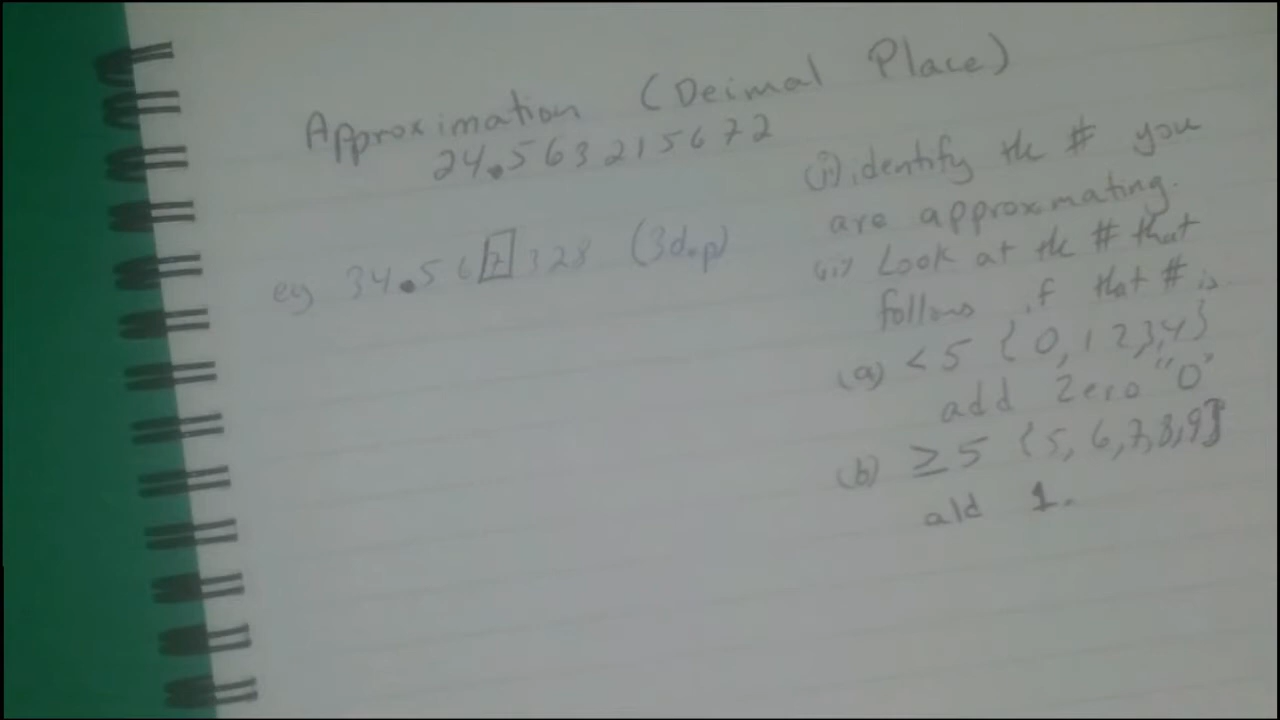 Approximation (Deimal Place)
24.563215672
eg 34.567328 (3d.p)
(i) identify the # you
are approxmating.
(ii) Look at the # that
follows if that # is
(a) < 5 {0,1 2,3,4}
add Zero "0"
(b) ≥ 5 {5, 6,7,8,9}
add 1.